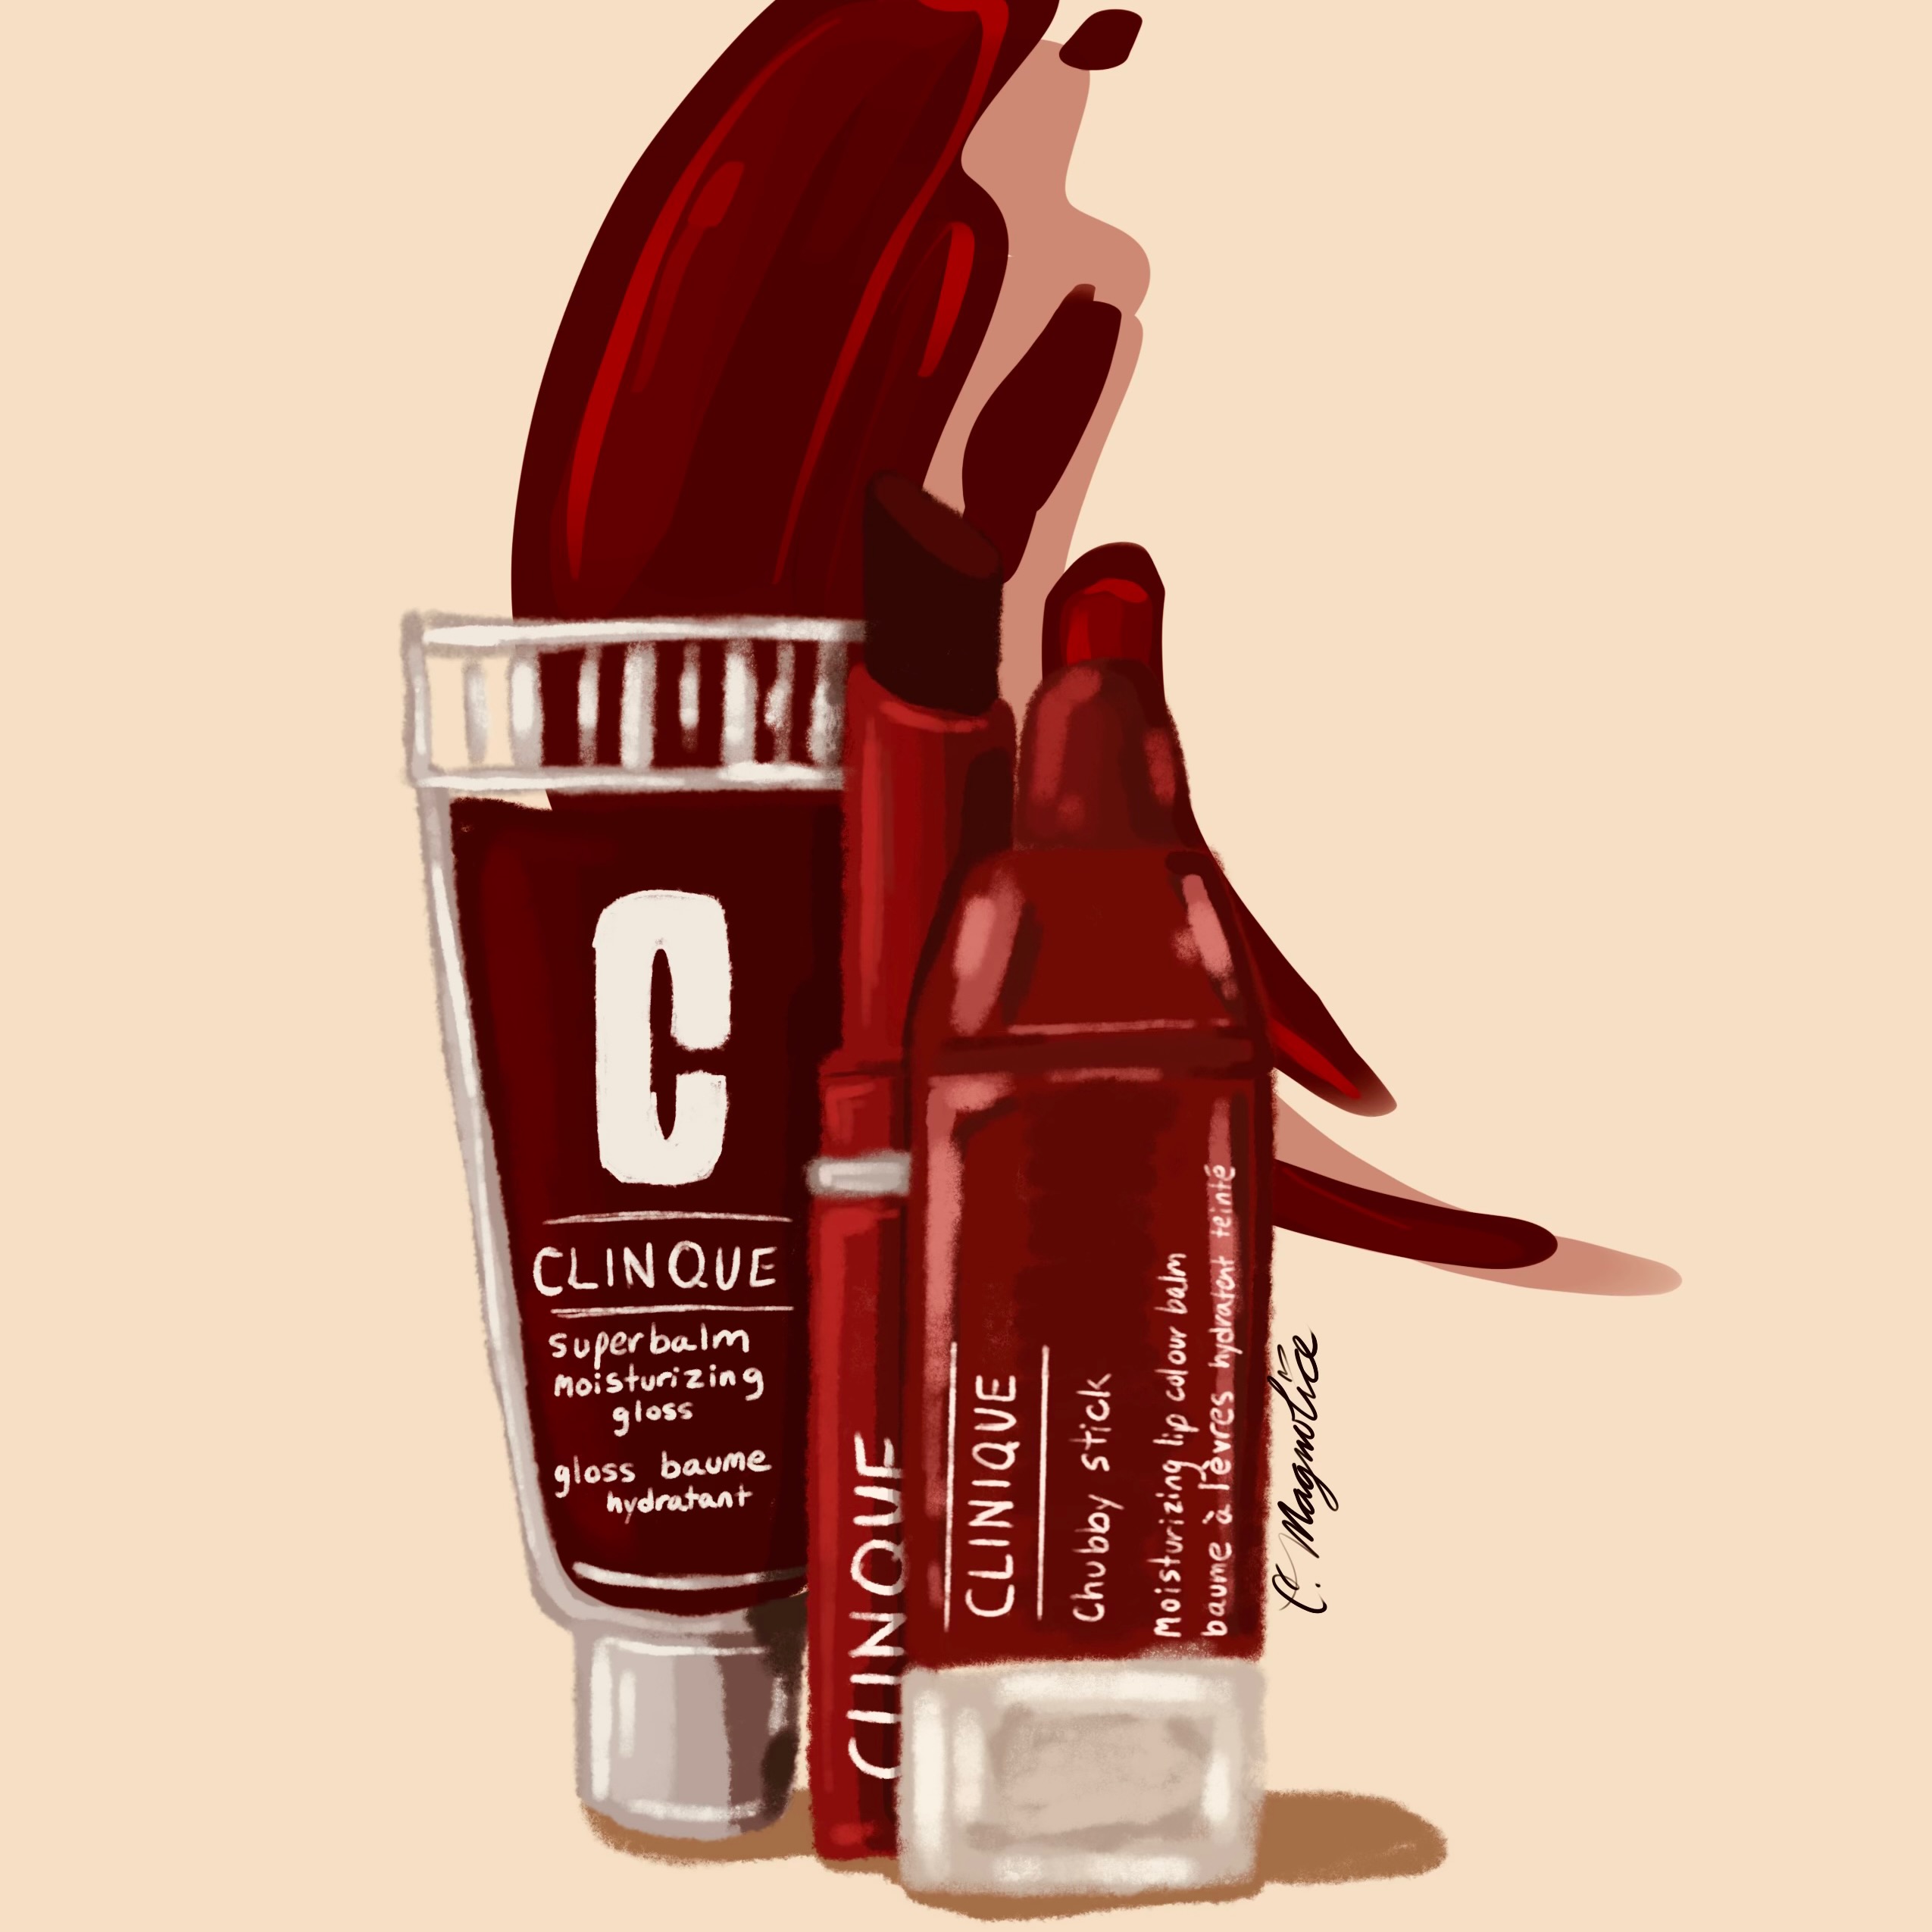 C
CLINQUE
superbalm
moisturizing
gloss
gloss baume
hydratant
CLINQUE
CLINIQUE
Chubby stick
Moisturizing lip colour balm
baume à lèvres hydratant teinté
C. Magnolice